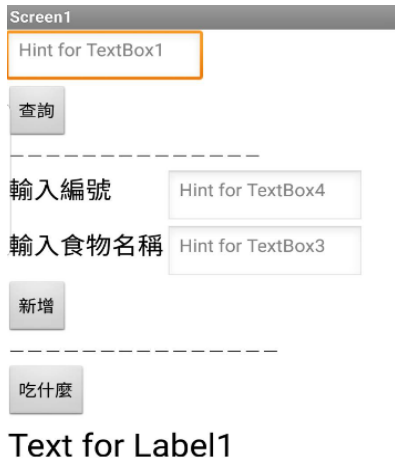 Screen1
Hint for TextBox1
查詢
--------------
輸入編號 Hint for TextBox4
輸入食物名稱 Hint for TextBox3
新增
---------------
吃什麼
Text for Label1